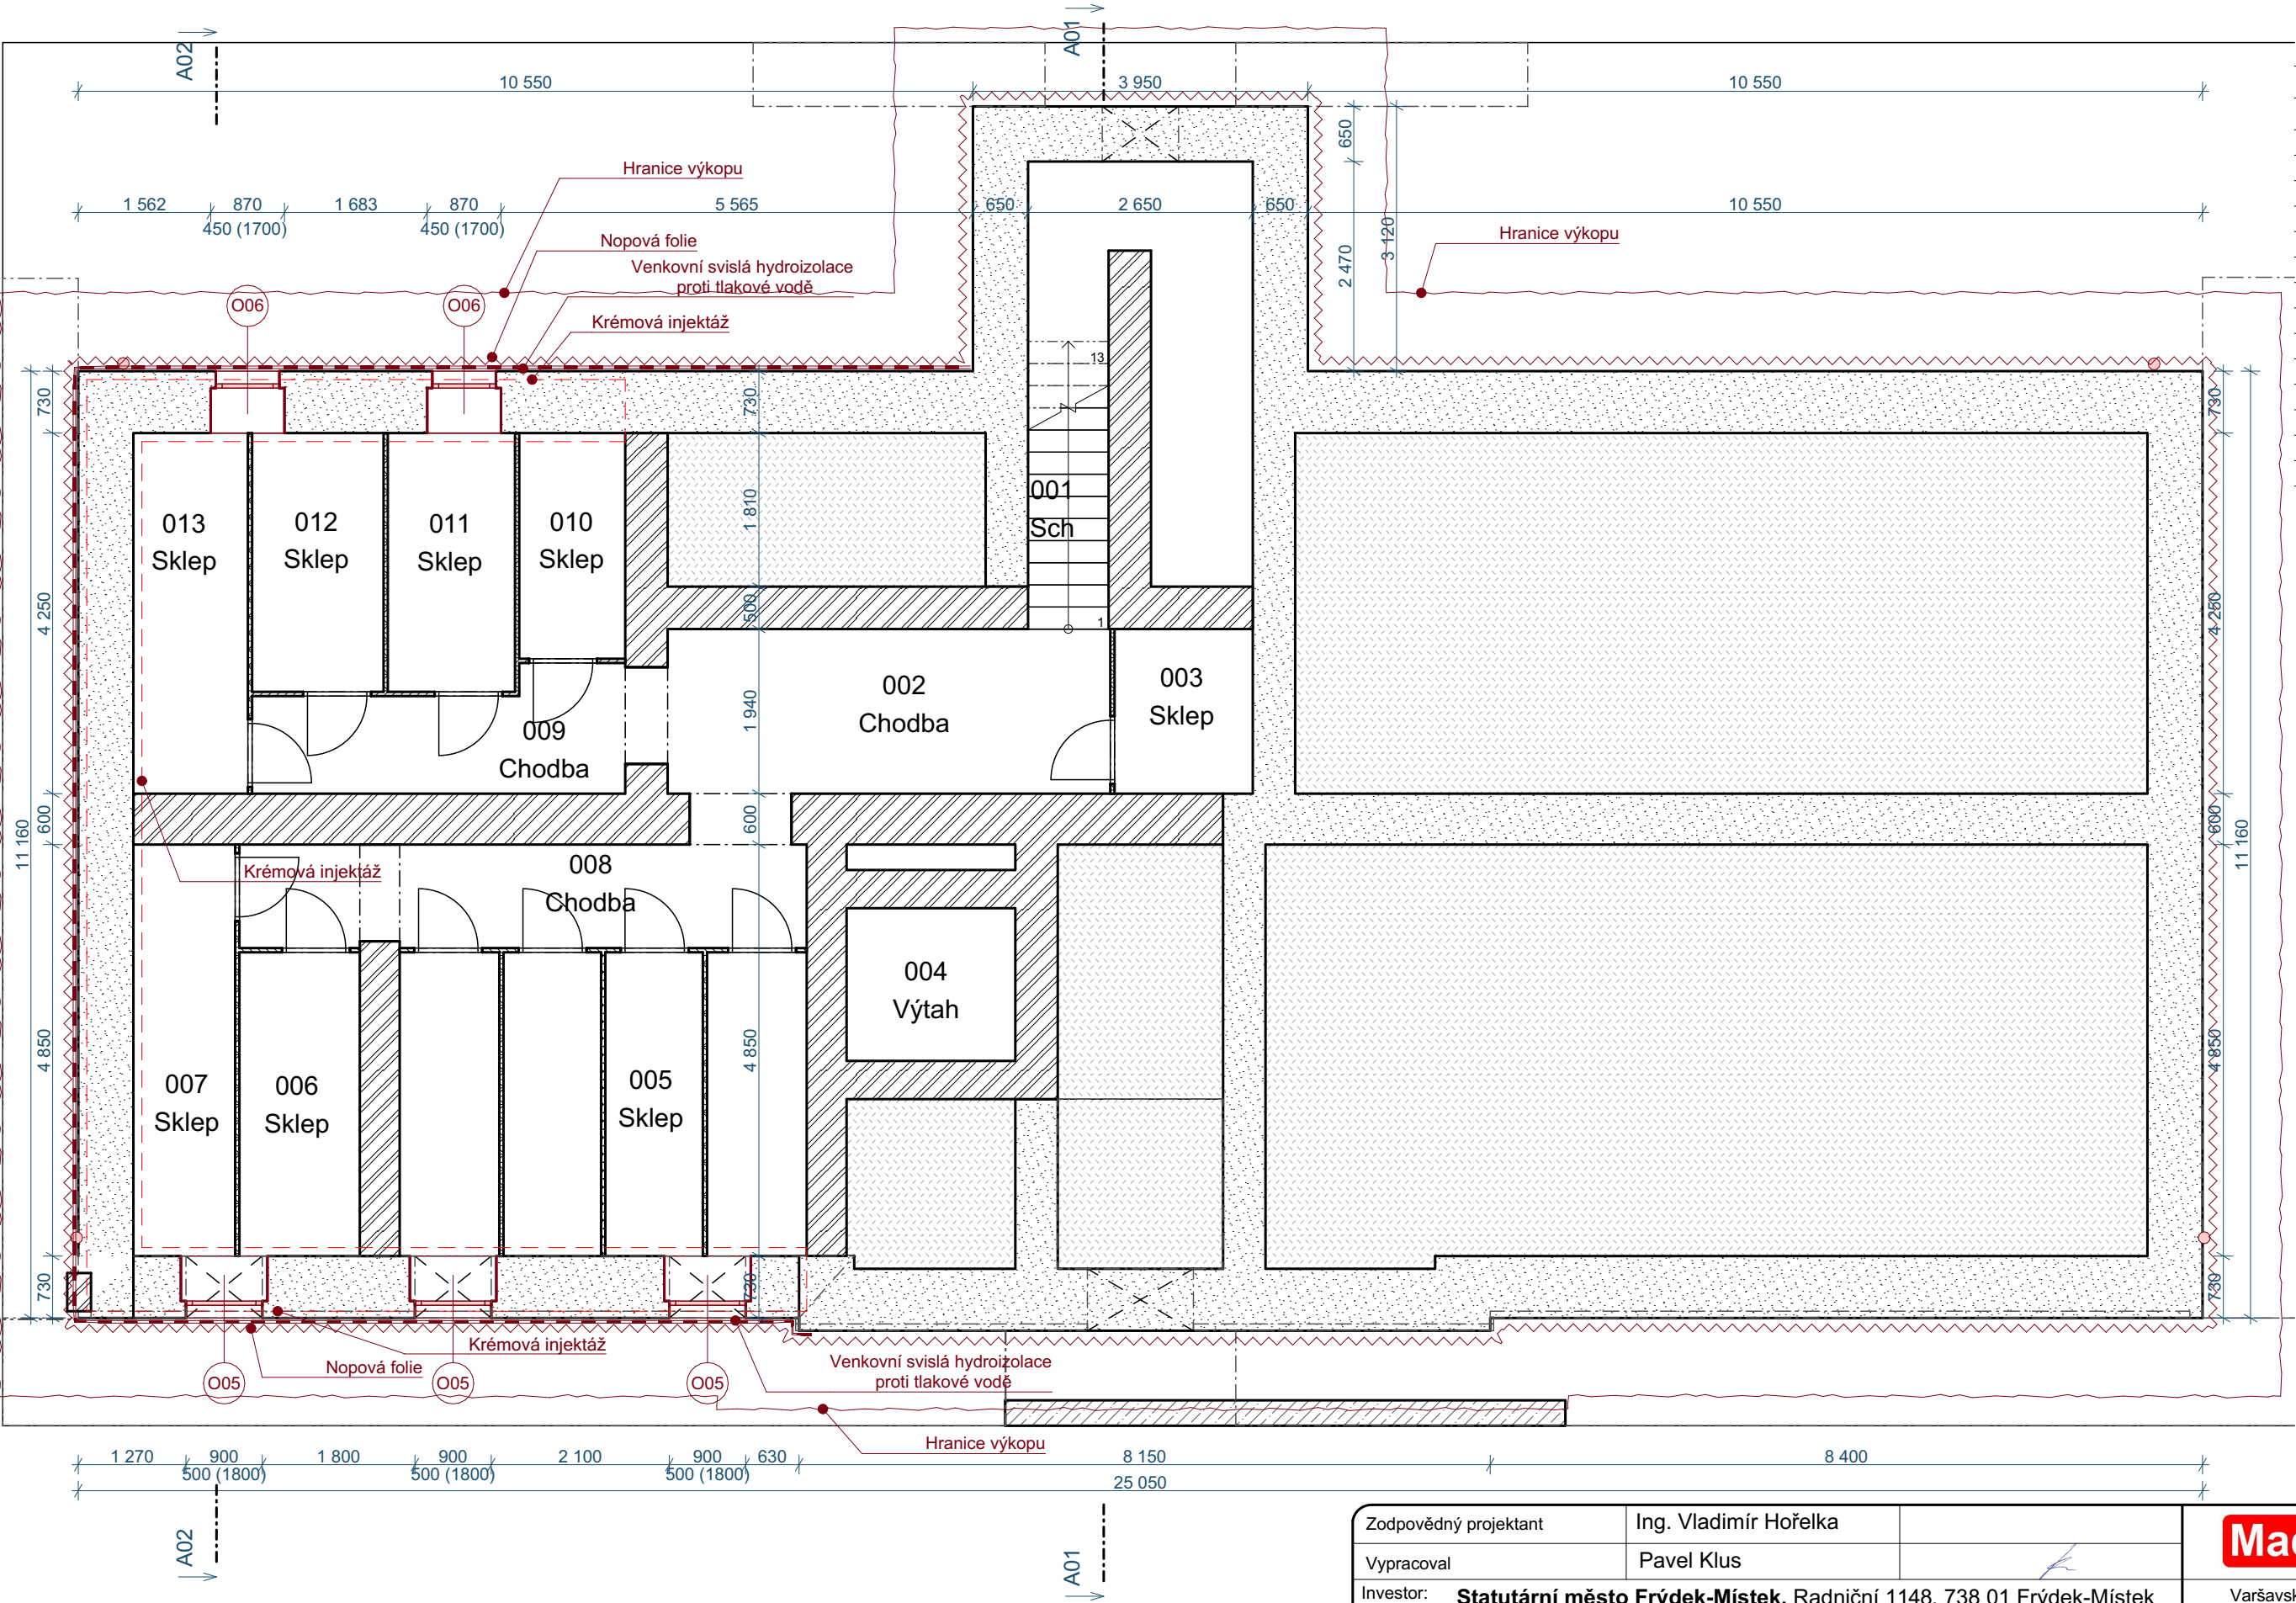 A02
A01
10 550
3 950
10 550
650
Hranice výkopu
1 562
870
1 683
870
5 565
650
2 650
650
10 550
450 (1700)
450 (1700)
Nopová folie
Hranice výkopu
2 470
3 120
Venkovní svislá hydroizolace
proti tlakové vodě
O06
O06
Krémová injektáž
13
730
730
730
001
Sch
1 810
013
Sklep
012
Sklep
011
Sklep
010
Sklep
500
4 250
4 250
1
002
Chodba
003
Sklep
1 940
009
Chodba
600
600
600
11 160
11 160
Krémová injektáž
008
Chodba
004
Výtah
4 850
4 850
4 850
007
Sklep
006
Sklep
005
Sklep
730
730
730
Krémová injektáž
Nopová folie
Venkovní svislá hydroizolace
proti tlakové vodě
O05
O05
O05
Hranice výkopu
1 270
900
1 800
900
2 100
900
630
8 150
8 400
500 (1800)
500 (1800)
500 (1800)
25 050
A02
A01
Zodpovědný projektant
Ing. Vladimír Hořelka
Vypracoval
Pavel Klus
Investor:
Statutární město Frýdek-Místek, Radniční 1148, 738 01 Frýdek-Místek
Mac
Varšavsk